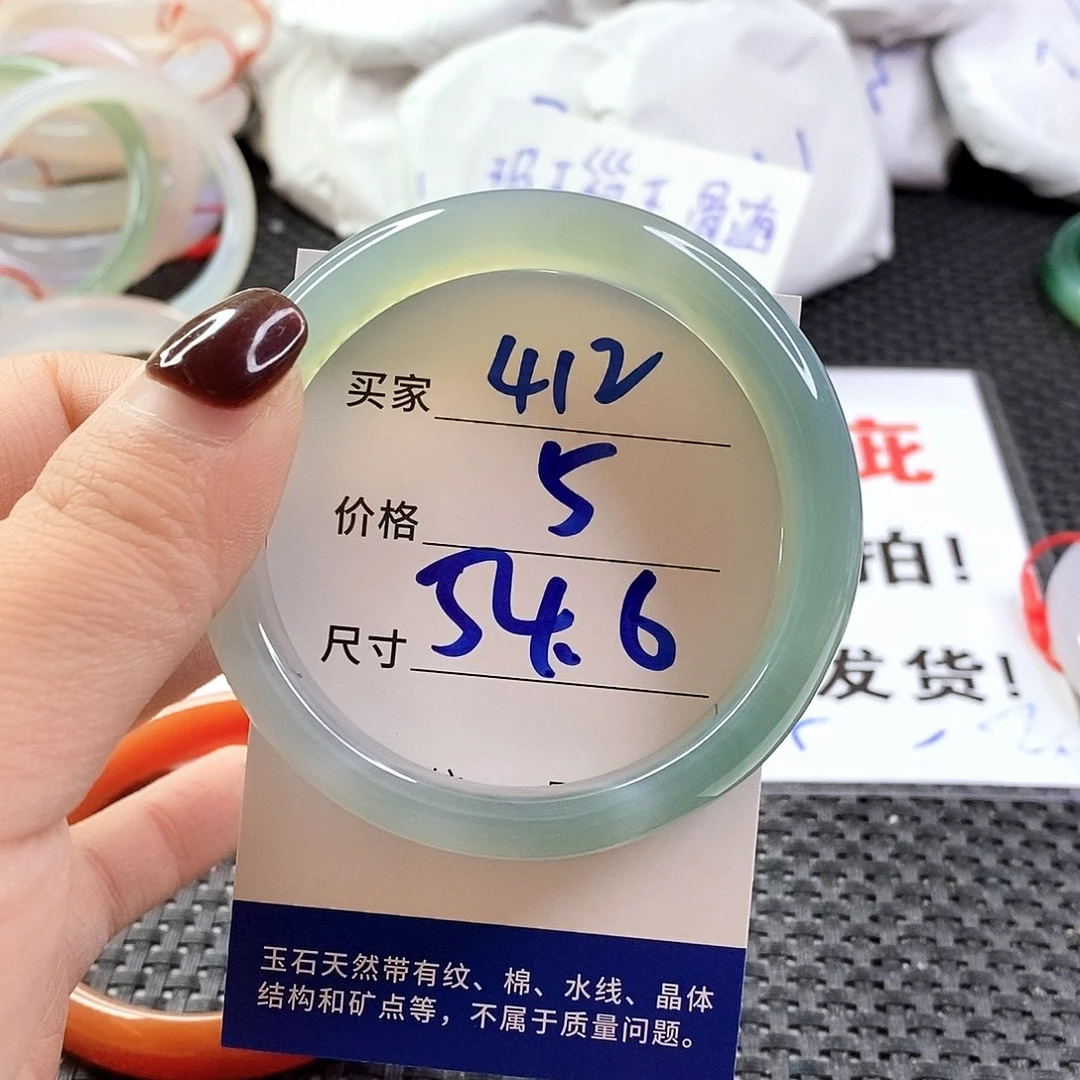 买家 412
价格 5
尺寸 54.6
玉石天然带有纹、棉、水线、晶体
结构和矿点等，不属于质量问题。
疵
拍！
发货！